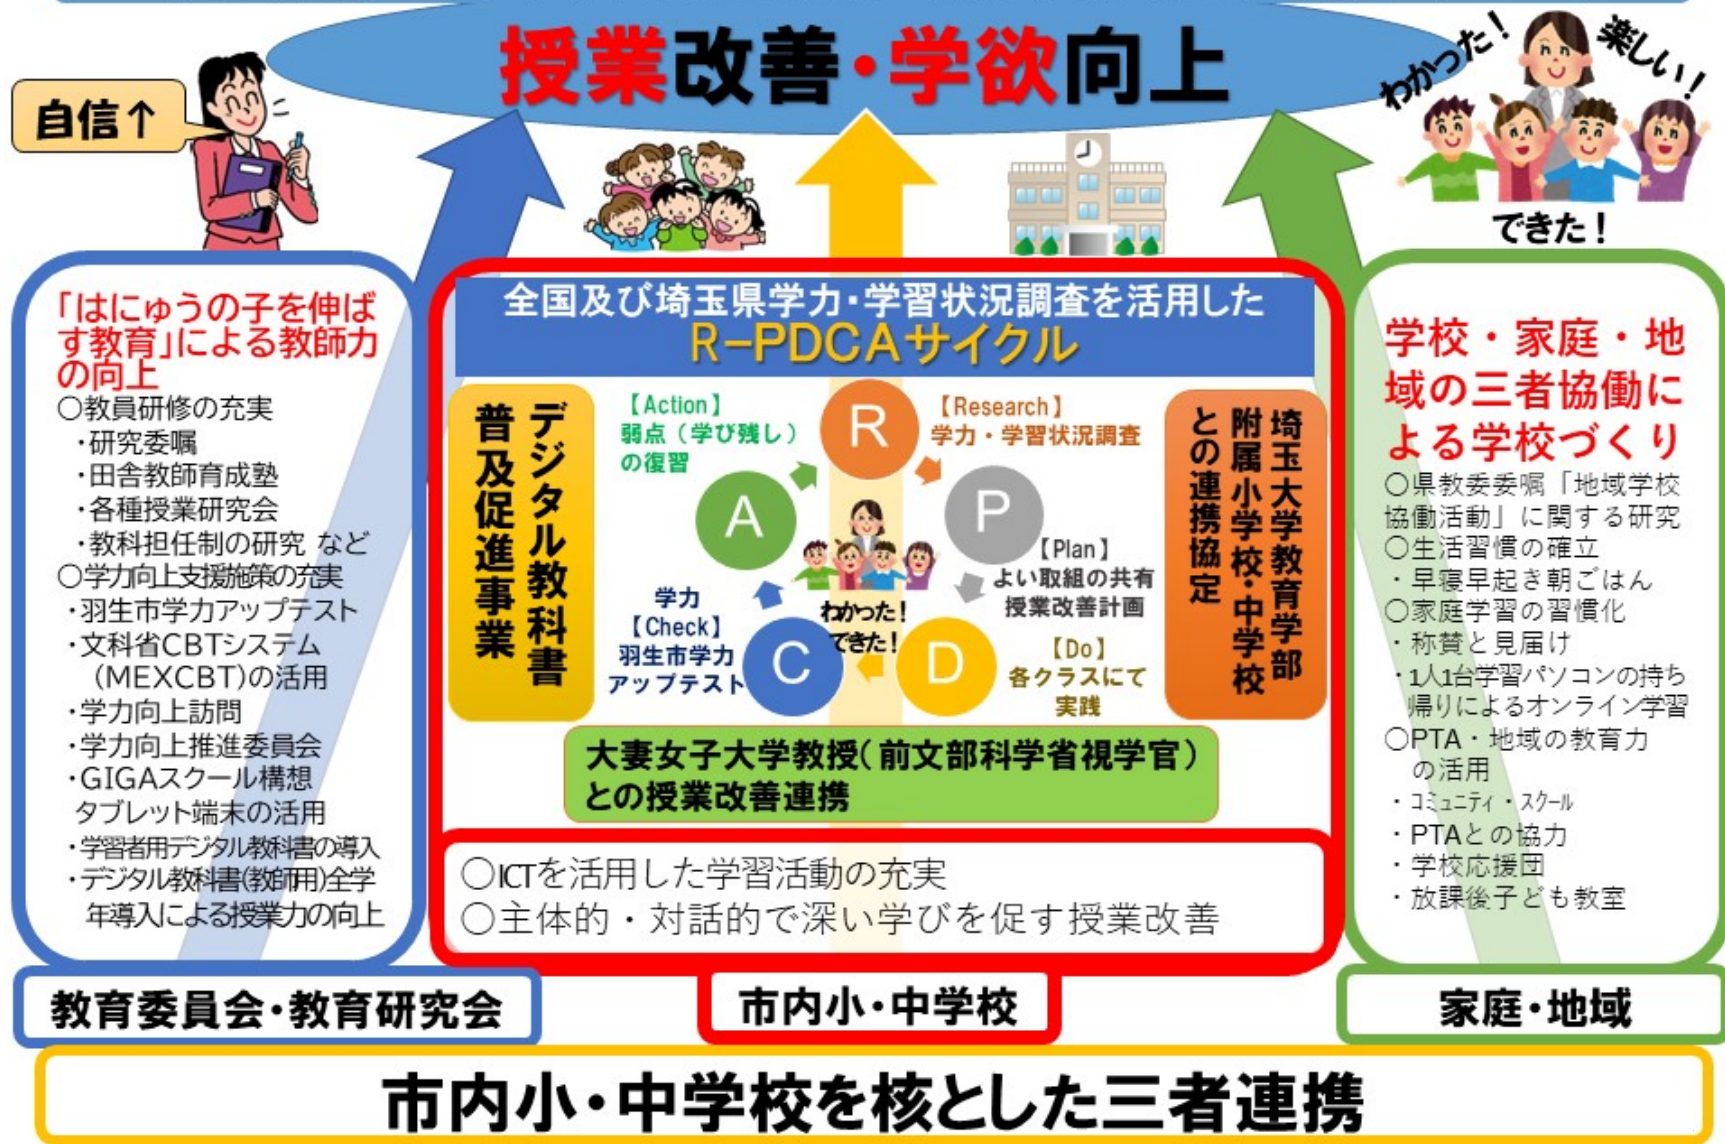 授業改善・学欲向上
自信↑
わかった！
楽しい！
できた！
「はにゅうの子を伸ば
す教育」による教師力
の向上
○教員研修の充実
・研究委嘱
・田舎教師育成塾
・各種授業研究会
・教科担任制の研究 など
○学力向上支援施策の充実
・羽生市学力アップテスト
・文科省CBTシステム
（MEXCBT）の活用
・学力向上訪問
・学力向上推進委員会
・GIGAスクール構想
タブレット端末の活用
・学習者用デジタル教科書の導入
・デジタル教科書(教師用)全学
年導入による授業力の向上
教育委員会・教育研究会
全国及び埼玉県学力・学習状況調査を活用した
R-PDCAサイクル
デジタル教科書
普及促進事業
【Action】
弱点（学び残し）
の復習
R
【Research】
学力・学習状況調査
A
P
【Plan】
よい取組の共有
授業改善計画
学力
【Check】
羽生市学力
アップテスト
C
わかった！
できた！
D
【Do】
各クラスにて
実践
埼玉大学教育学部
附属小学校・中学校
との連携協定
大妻女子大学教授（前文部科学省視学官）
との授業改善連携
○ICTを活用した学習活動の充実
○主体的・対話的で深い学びを促す授業改善
市内小・中学校
学校・家庭・地
域の三者協働に
よる学校づくり
○県教委委嘱「地域学校
協働活動」に関する研究
○生活習慣の確立
・早寝早起き朝ごはん
○家庭学習の習慣化
・称賛と見届け
・1人1台学習パソコンの持ち
帰りによるオンライン学習
○PTA・地域の教育力
の活用
・ｺﾐｭﾆﾃｨ・ｽｸｰﾙ
・PTAとの協力
・学校応援団
・放課後子ども教室
家庭・地域
市内小・中学校を核とした三者連携